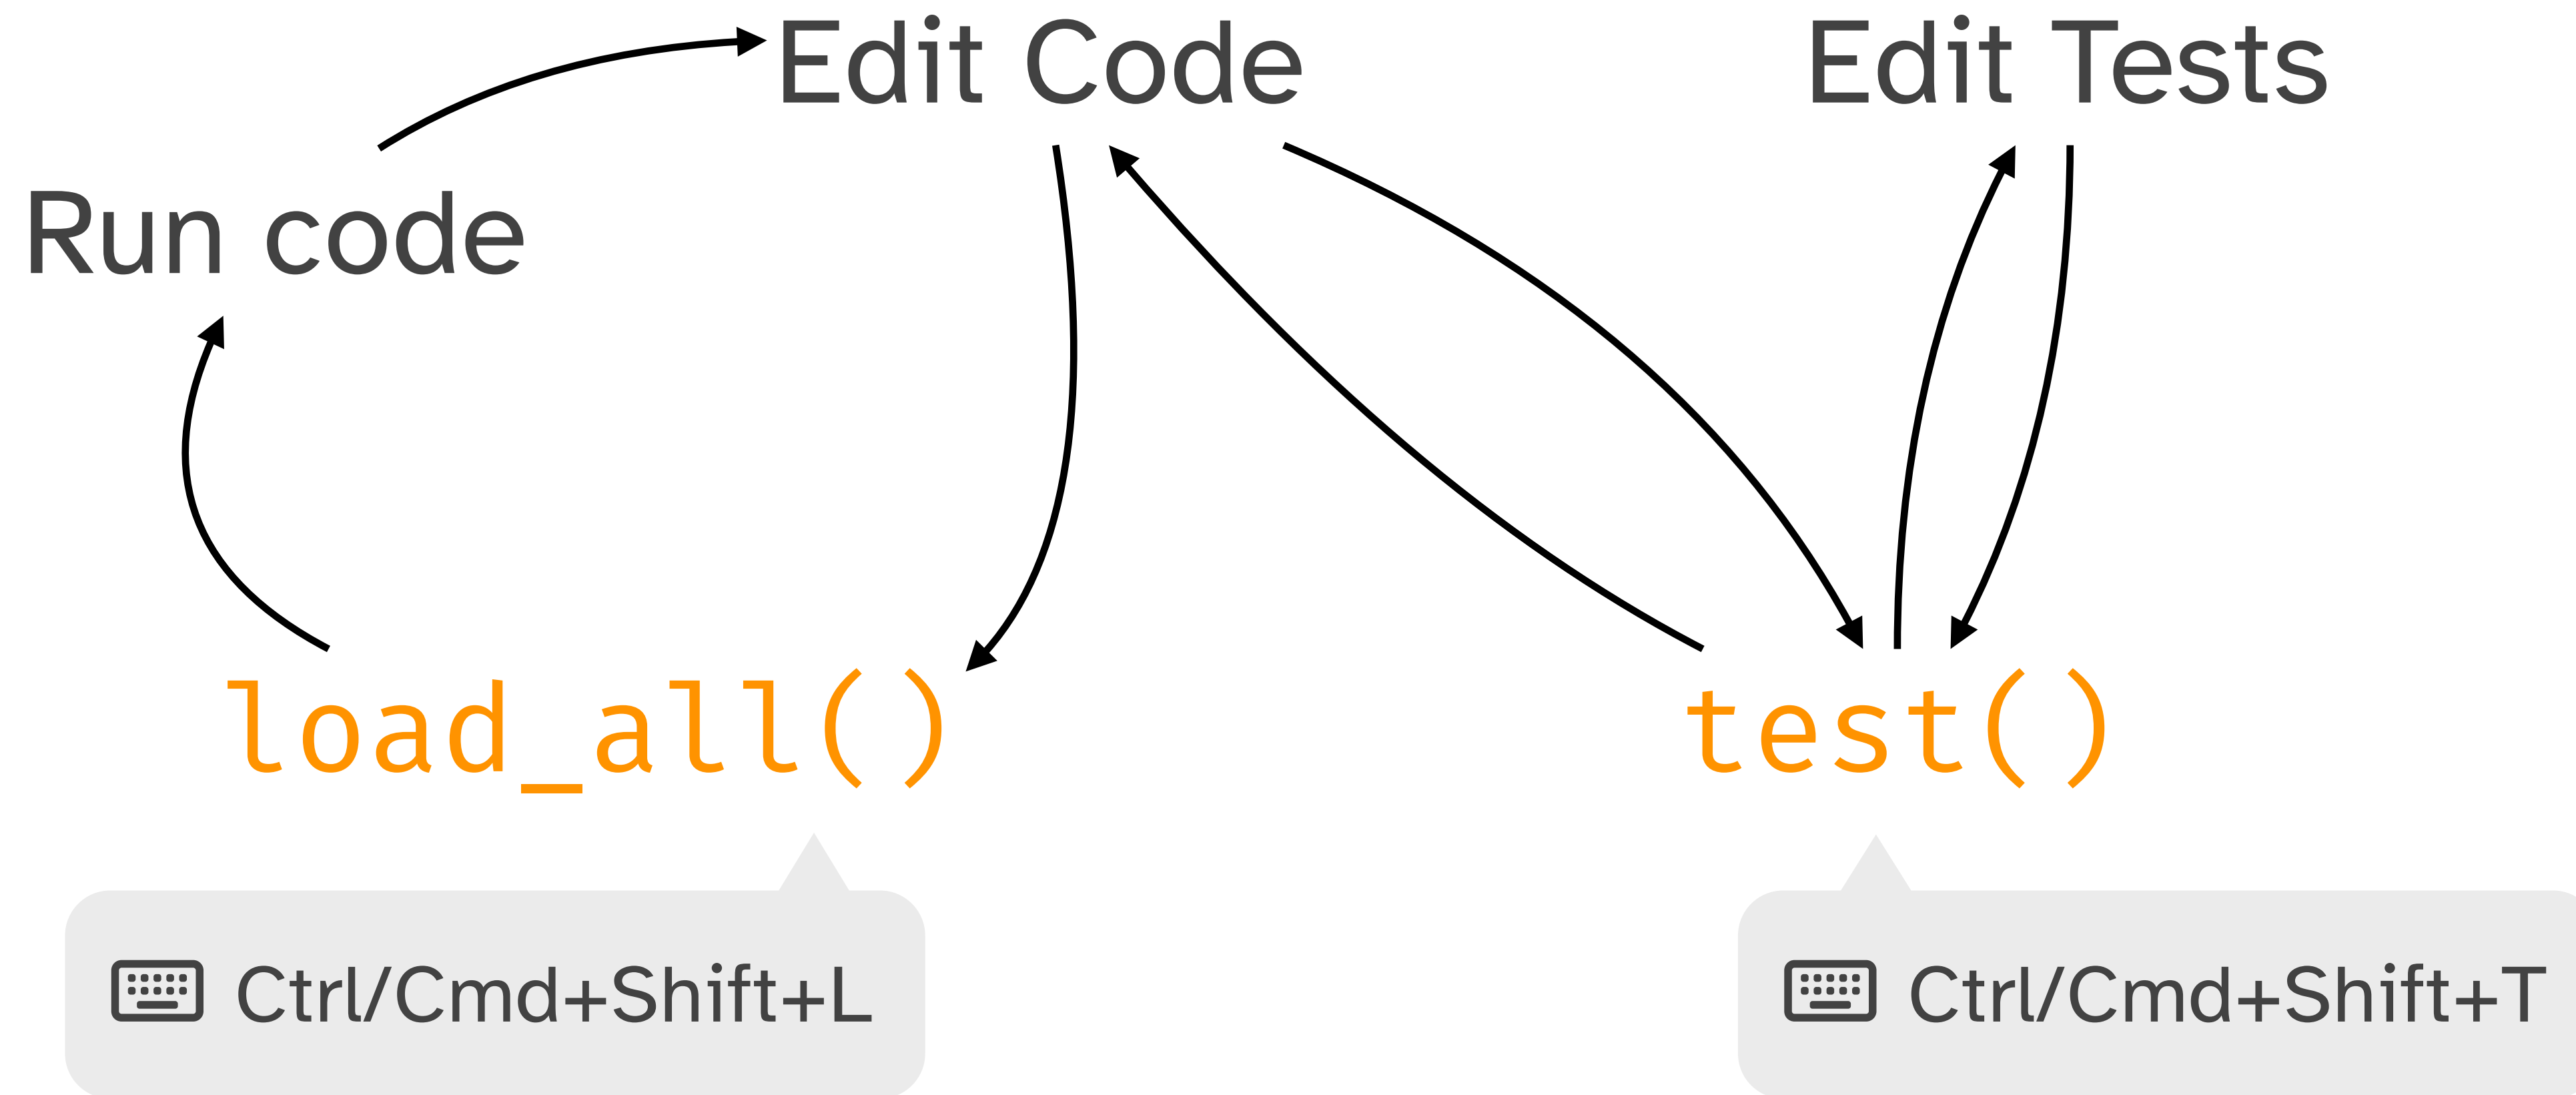 Edit Code
Edit Tests
Run code
load_all()
test()
Ctrl/Cmd+Shift+L
Ctrl/Cmd+Shift+T